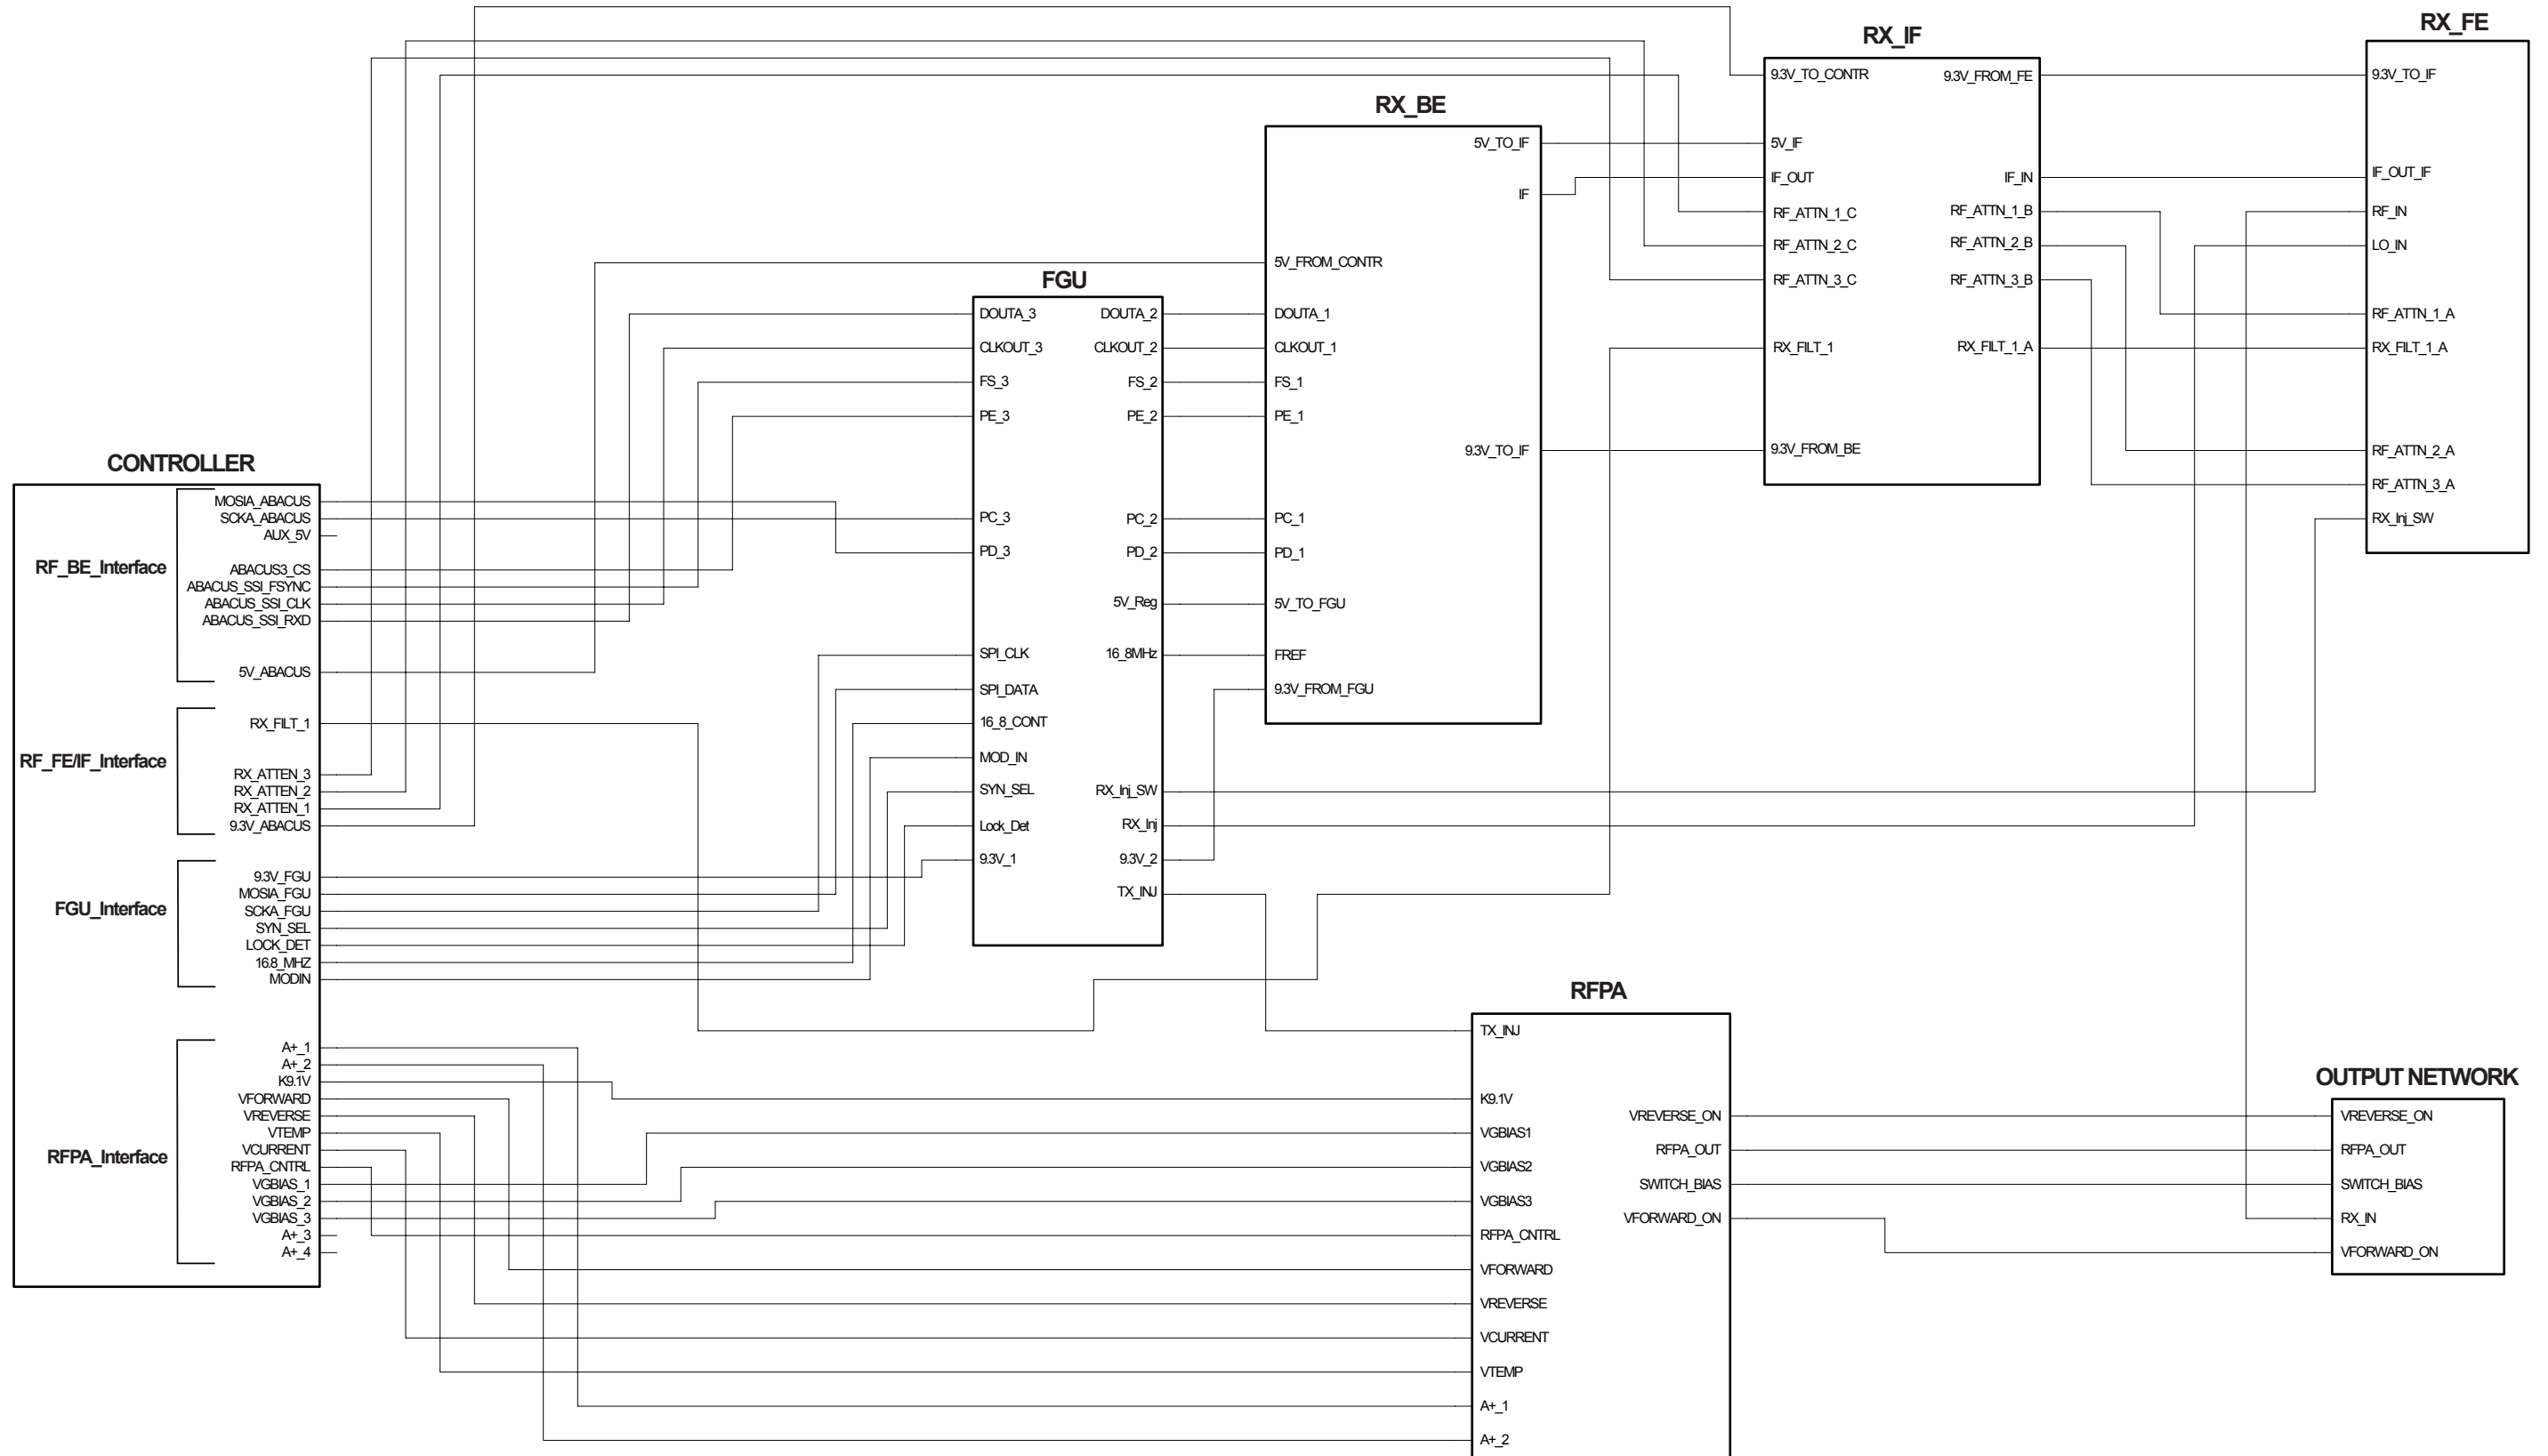 CONTROLLER
RF_BE_Interface
MOSIA_ABACUS
SCKA_ABACUS
AUX_5V
ABACUS3_CS
ABACUS_SSI_FSYNC
ABACUS_SSI_CLK
ABACUS_SSI_RXD
5V_ABACUS
RF_FE/IF_Interface
RX_FILT_1
RX_ATTEN_3
RX_ATTEN_2
RX_ATTEN_1
9.3V_ABACUS
FGU_Interface
9.3V_FGU
MOSIA_FGU
SCKA_FGU
SYN_SEL
LOCK_DET
16.8_MHZ
MODIN
RFPA_Interface
A+_1
A+_2
K9.1V
VFORWARD
VREVERSE
VTEMP
VCURRENT
RFPA_CNTRL
VGBIAS_1
VGBIAS_2
VGBIAS_3
A+_3
A+_4
FGU
DOUTA_3
CLKOUT_3
FS_3
PE_3
PC_3
PD_3
SPI_CLK
SPI_DATA
16_8_CONT
MOD_IN
SYN_SEL
Lock_Det
9.3V_1
DOUTA_2
CLKOUT_2
FS_2
PE_2
PC_2
PD_2
5V_Reg
16_8MHz
RX_Inj_SW
RX_Inj
9.3V_2
TX_INJ
RX_BE
5V_FROM_CONTR
DOUTA_1
CLKOUT_1
FS_1
PE_1
PC_1
PD_1
5V_TO_FGU
FREF
9.3V_FROM_FGU
5V_TO_IF
IF
9.3V_TO_IF
RX_IF
9.3V_TO_CONTR
5V_IF
IF_OUT
RF_ATTN_1_C
RF_ATTN_2_C
RF_ATTN_3_C
RX_FILT_1
9.3V_FROM_BE
9.3V_FROM_FE
IF_IN
RF_ATTN_1_B
RF_ATTN_2_B
RF_ATTN_3_B
RX_FILT_1_A
RX_FE
9.3V_TO_IF
IF_OUT_IF
RF_IN
LO_IN
RF_ATTN_1_A
RX_FILT_1_A
RF_ATTN_2_A
RF_ATTN_3_A
RX_Inj_SW
RFPA
TX_INJ
K9.1V
VGBIAS1
VGBIAS2
VGBIAS3
RFPA_CNTRL
VFORWARD
VREVERSE
VCURRENT
VTEMP
A+_1
A+_2
VREVERSE_ON
RFPA_OUT
SWITCH_BIAS
VFORWARD_ON
OUTPUT NETWORK
VREVERSE_ON
RFPA_OUT
SWITCH_BIAS
RX_IN
VFORWARD_ON